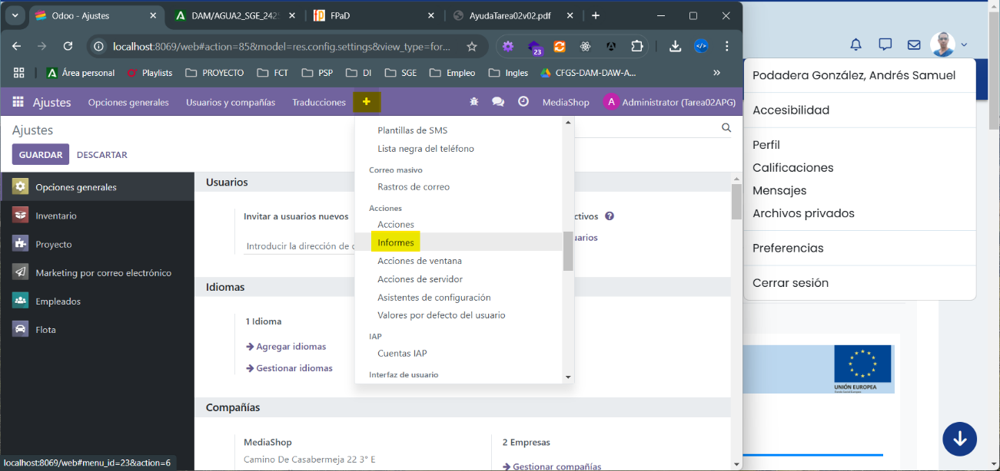 Odoo - Ajustes
DAM/AGUA2_SGE_242
FPaD
AyudaTarea02v02.pdf
localhost:8069/web#action=85&model=res.config.settings&view_type=for...
23
Área personal
Playlists
PROYECTO
FCT
PSP
DI
SGE
Empleo
Ingles
CFGS-DAM-DAW-A...
»
Ajustes
Opciones generales
Usuarios y compañías
Traducciones
+
MediaShop
A
Administrator (Tarea02APG)
Ajustes
GUARDAR
DESCARTAR
Opciones generales
Inventario
Proyecto
Marketing por correo electrónico
Empleados
Flota
Usuarios
Invitar a usuarios nuevos
ctivos
Introducir la dirección de c
uarios
Idiomas
1 Idioma
Agregar idiomas
Gestionar idiomas
Compañías
MediaShop
2 Empresas
Camino De Casabermeja 22 3° E
Gestionar compañías
Plantillas de SMS
Lista negra del teléfono
Correo masivo
Rastros de correo
Acciones
Acciones
Informes
Acciones de ventana
Acciones de servidor
Asistentes de configuración
Valores por defecto del usuario
IAP
Cuentas IAP
Interfaz de usuario
localhost:8069/web#menu_id=23&action=6
Podadera González, Andrés Samuel
Accesibilidad
Perfil
Calificaciones
Mensajes
Archivos privados
Preferencias
Cerrar sesión
UNIÓN EUROPEA
Fondo Social Europeo